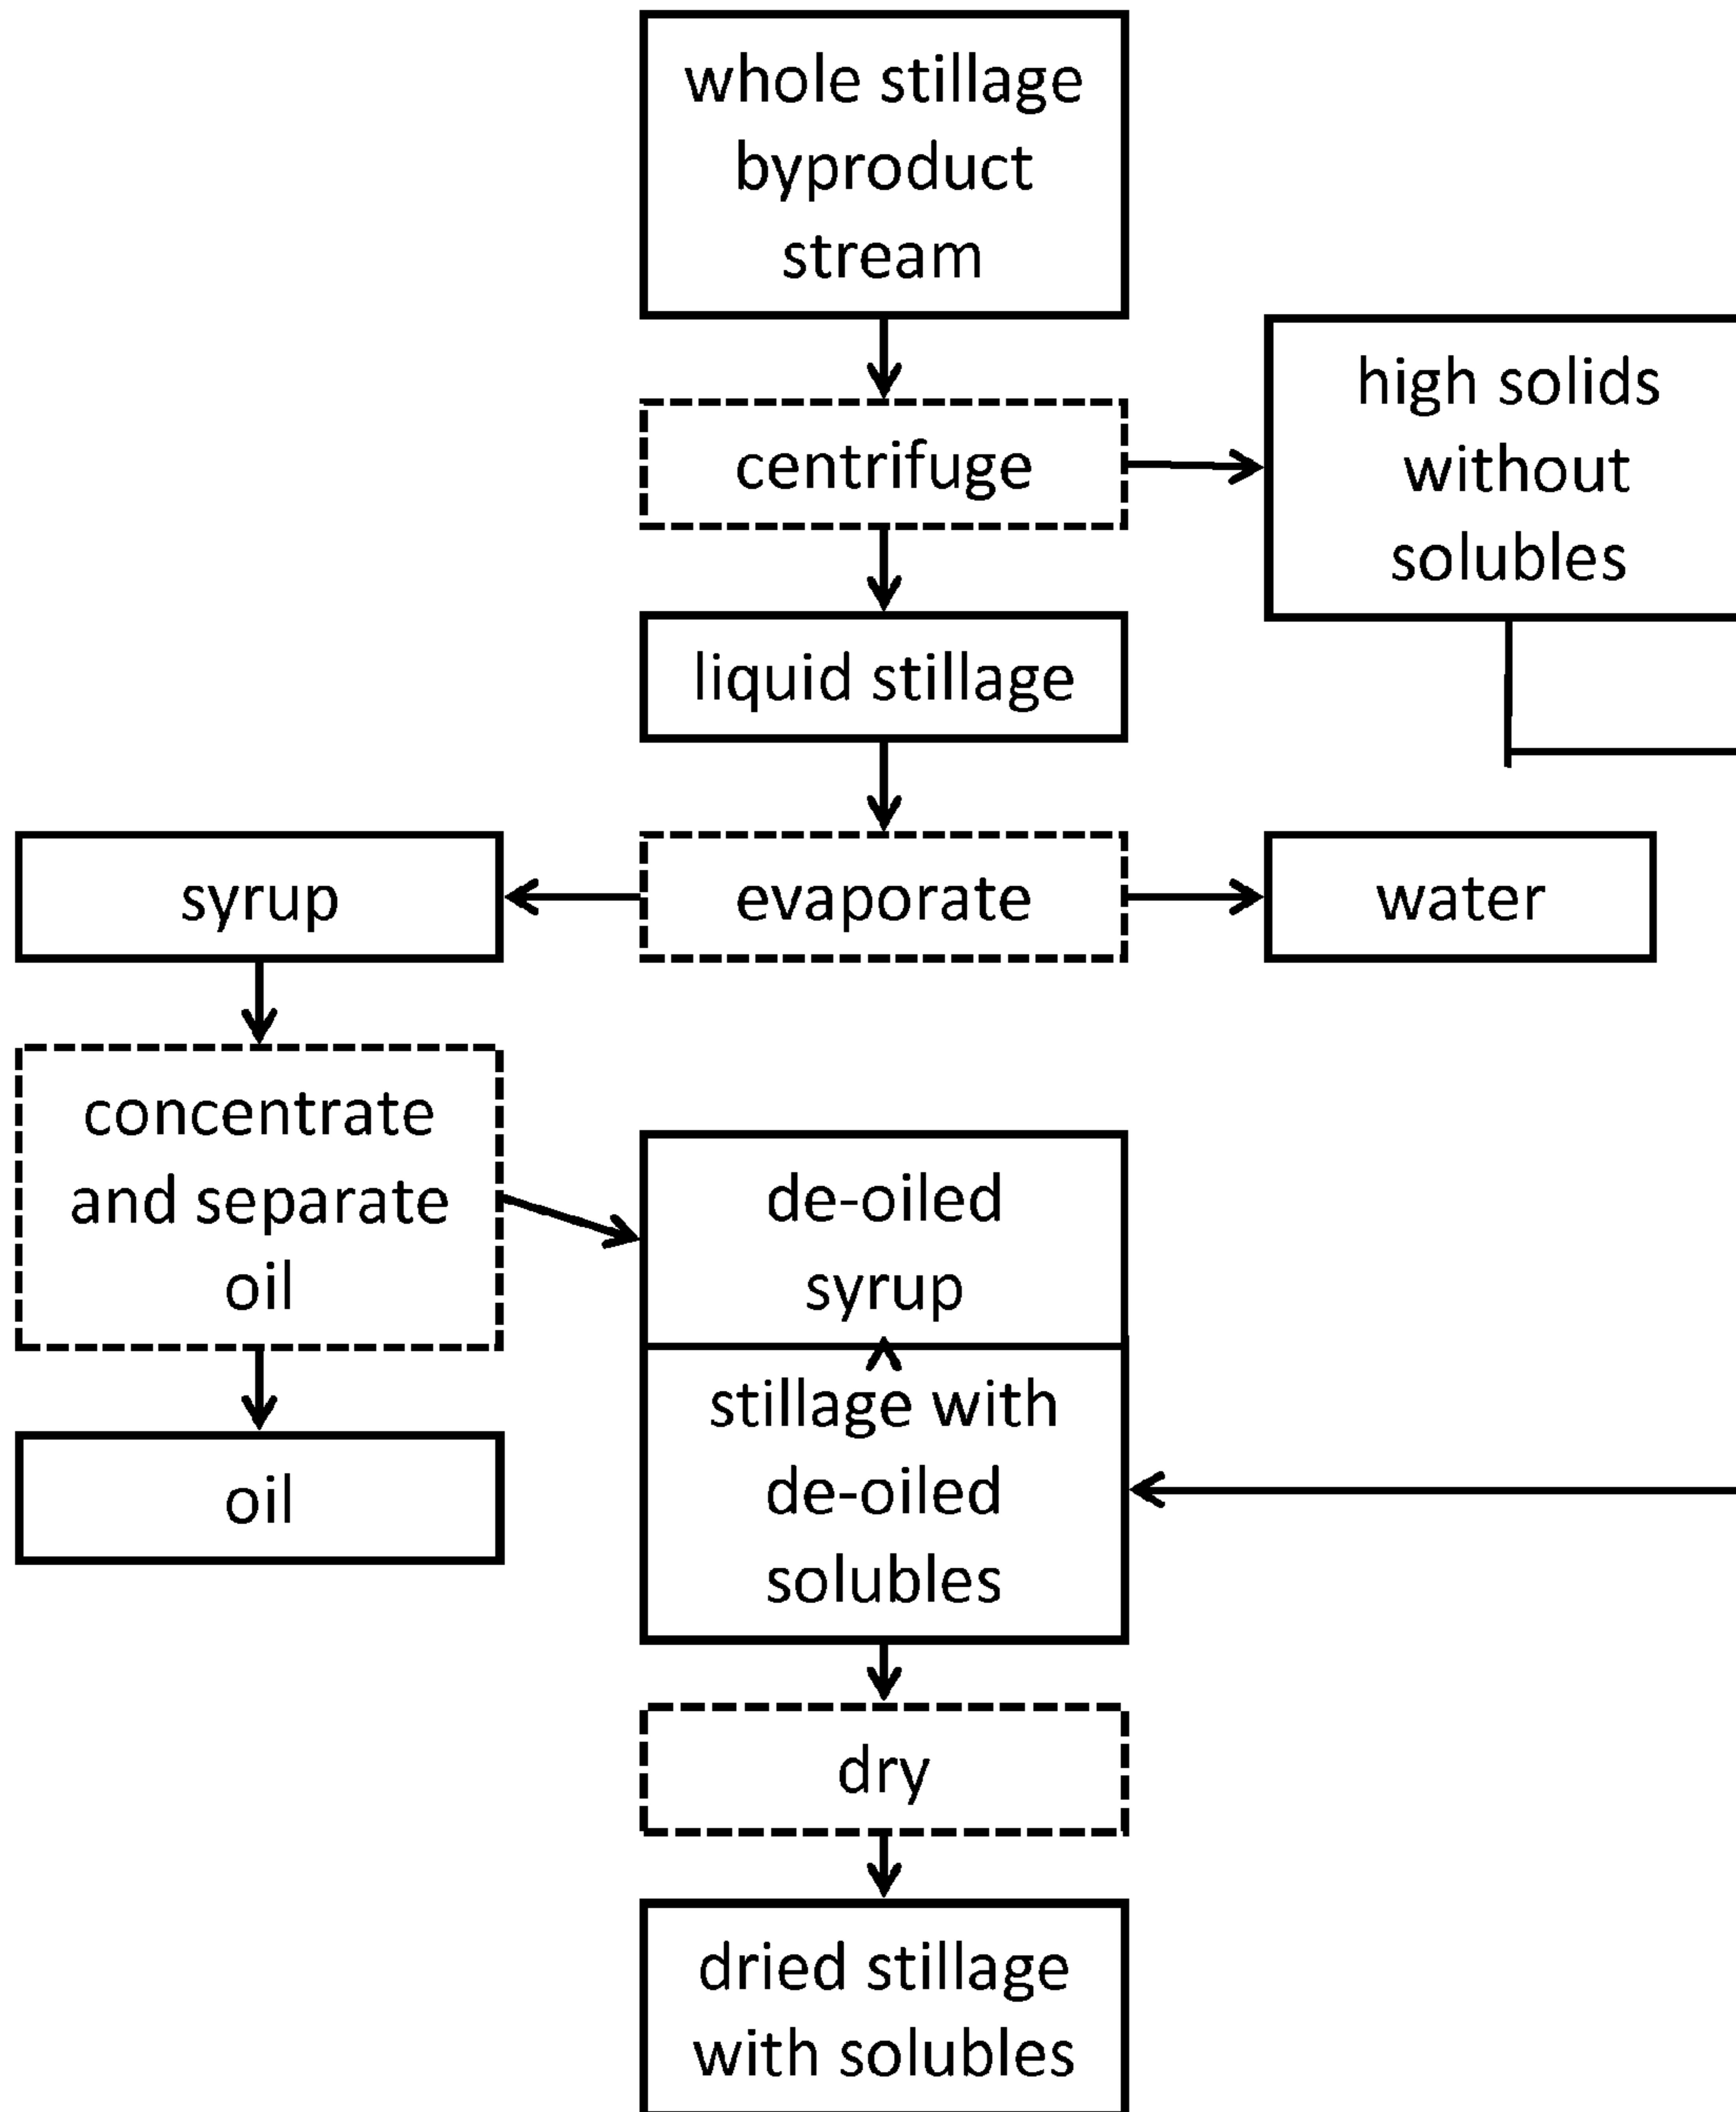 whole stillage
byproduct
stream
centrifuge
high solids
without
solubles
liquid stillage
syrup
evaporate
water
concentrate
and separate
oil
de-oiled
syrup
stillage with
de-oiled
solubles
oil
dry
dried stillage
with solubles